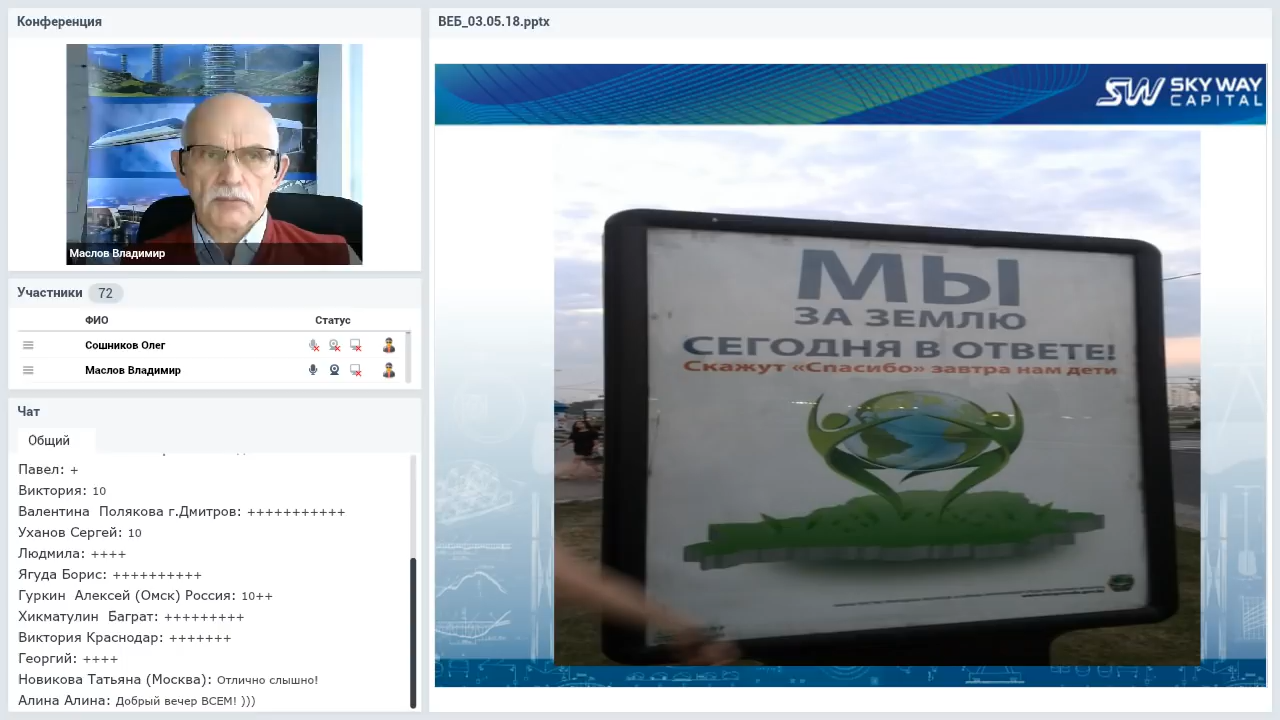 Конференция
Маслов Владимир
Участники 72
ФИО Статус
Сошников Олег
Маслов Владимир
Чат
Общий
Павел: +
Виктория: 10
Валентина Полякова г.Дмитров: +++++++++++
Уханов Сергей: 10
Людмила: ++++
Ягуда Борис: ++++++++++
Гуркин Алексей (Омск) Россия: 10++
Хикматулин Баграт: +++++++++
Виктория Краснодар: +++++++
Георгий: ++++
Новикова Татьяна (Москва): Отлично слышно!
Алина Алина: Добрый вечер ВСЕМ! )))
ВЕБ_03.05.18.pptx
SW SKY WAY
CAPITAL
МЫ
ЗА ЗЕМЛЮ
СЕГОДНЯ В ОТВЕТЕ!
Скажут «Спасибо» завтра нам дети